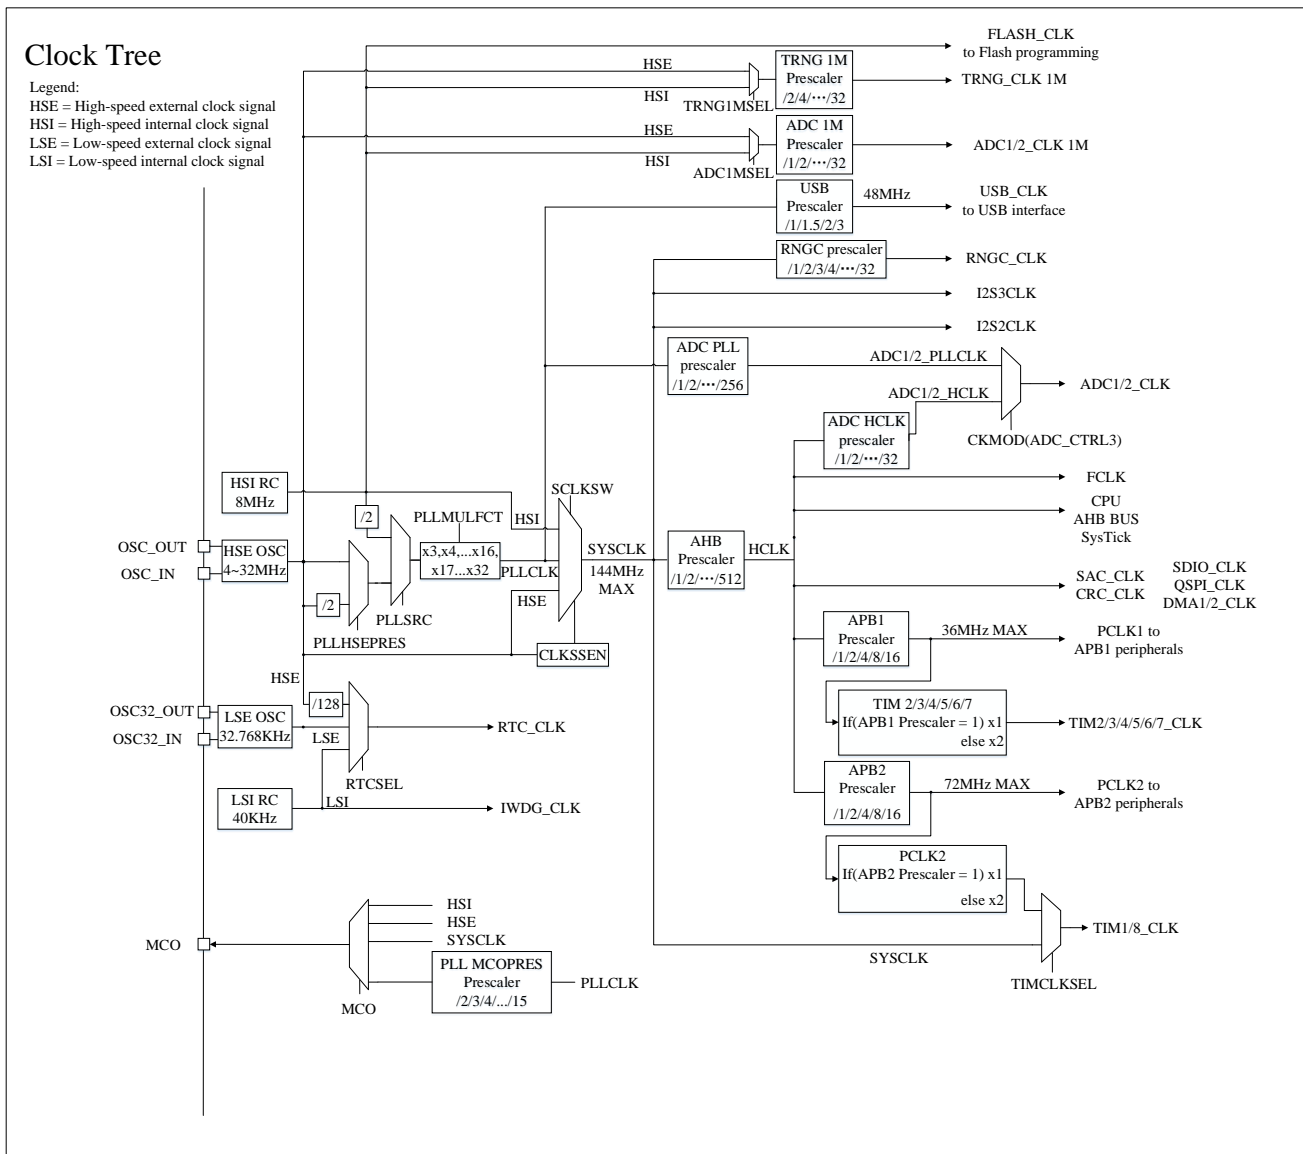 Clock Tree
Legend:
HSE = High-speed external clock signal
HSI = High-speed internal clock signal
LSE = Low-speed external clock signal
LSI = Low-speed internal clock signal
FLASH_CLK
to Flash programming
HSE
HSI
TRNG1MSEL
TRNG 1M
Prescaler
/2/4/···/32
TRNG_CLK 1M
HSE
HSI
ADC1MSEL
ADC 1M
Prescaler
/1/2/···/32
ADC1/2_CLK 1M
USB
Prescaler
/1/1.5/2/3
48MHz
USB_CLK
to USB interface
RNGC prescaler
/1/2/3/4/···/32
RNGC_CLK
I2S3CLK
I2S2CLK
ADC PLL
prescaler
/1/2/···/256
ADC1/2_PLLCLK
ADC1/2_HCLK
ADC1/2_CLK
CKMOD(ADC_CTRL3)
ADC HCLK
prescaler
/1/2/···/32
HSI RC
8MHz
FCLK
/2
PLLMULFCT
x3,x4,...x16,
x17...x32
PLLCLK
HSI
SCLKSW
HSE
SYSCLK
144MHz
MAX
AHB
Prescaler
/1/2/···/512
HCLK
CPU
AHB BUS
SysTick
OSC_OUT
OSC_IN
HSE OSC
4~32MHz
/2
PLLSRC
PLLHSEPRES
CLKSSEN
SAC_CLK
CRC_CLK
SDIO_CLK
QSPI_CLK
DMA1/2_CLK
APB1
Prescaler
/1/2/4/8/16
36MHz MAX
PCLK1 to
APB1 peripherals
HSE
/128
OSC32_OUT
OSC32_IN
LSE OSC
32.768KHz
LSE
RTCSEL
RTC_CLK
TIM 2/3/4/5/6/7
If(APB1 Prescaler = 1) x1
else x2
TIM2/3/4/5/6/7_CLK
LSI RC
40KHz
LSI
IWDG_CLK
APB2
Prescaler
/1/2/4/8/16
72MHz MAX
PCLK2 to
APB2 peripherals
PCLK2
If(APB2 Prescaler = 1) x1
else x2
TIM1/8_CLK
SYSCLK
TIMCLKSEL
HSI
HSE
SYSCLK
MCO
PLL MCOPRES
Prescaler
/2/3/4/.../15
PLLCLK
MCO